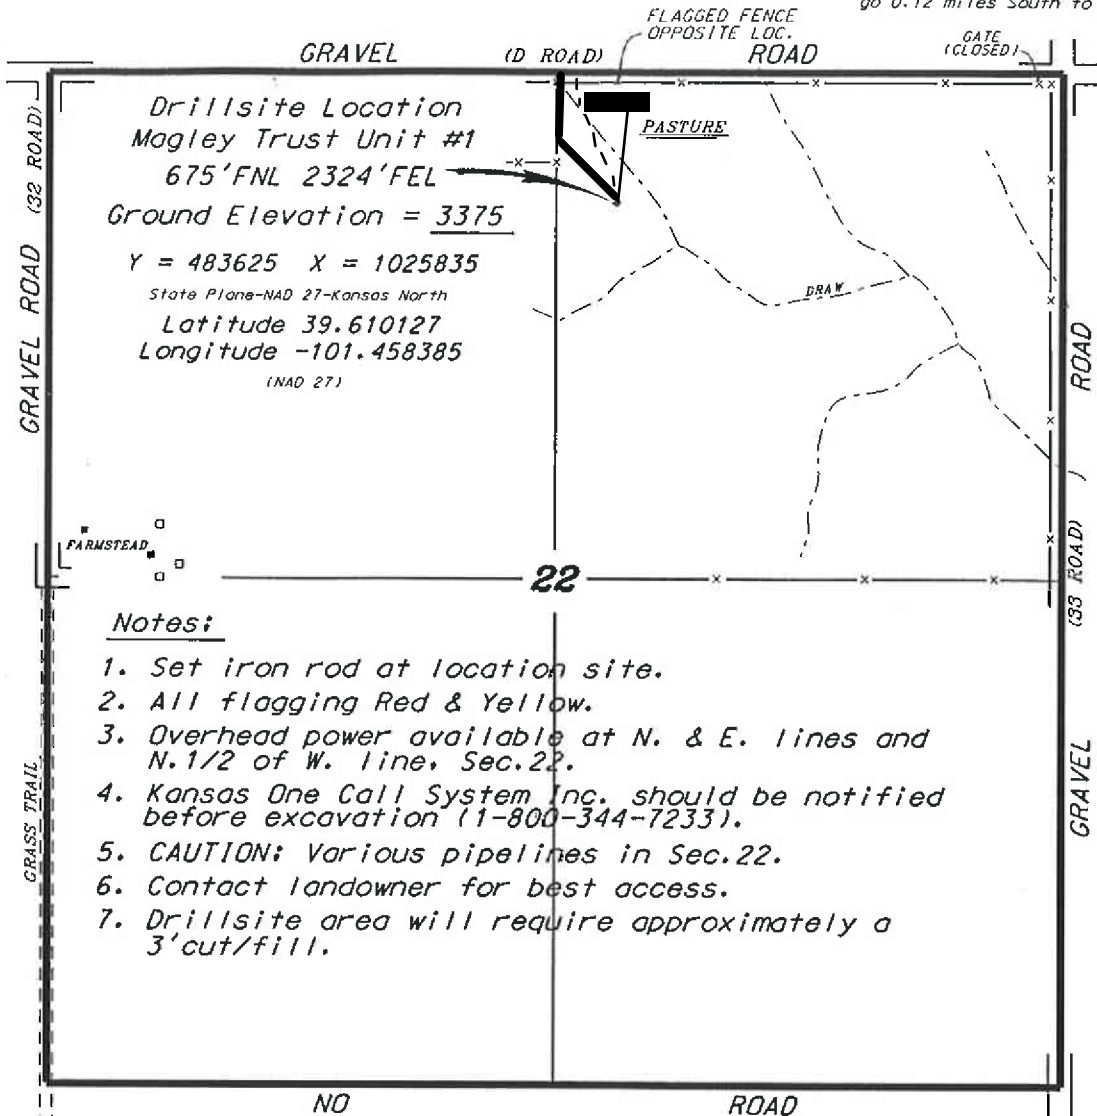 go 0.12 miles South to
FLAGGED FENCE
OPPOSITE LOC.
GATE
(CLOSED)
GRAVEL (D ROAD) ROAD
Drillsite Location
Magley Trust Unit #1
675'FNL 2324'FEL
Ground Elevation = 3375
Y = 483625 X = 1025835
State Plane-NAD 27-Kansas North
Latitude 39.610127
Longitude -101.458385
(NAD 27)
PASTURE
DRAW
GRAVEL ROAD (32 ROAD)
FARMSTEAD
22
GRAVEL (33 ROAD) ROAD
GRASS TRAIL
Notes:
1. Set iron rod at location site.
2. All flagging Red & Yellow.
3. Overhead power available at N. & E. lines and
N.1/2 of W. line, Sec.22.
4. Kansas One Call System Inc. should be notified
before excavation (1-800-344-7233).
5. CAUTION: Various pipelines in Sec.22.
6. Contact landowner for best access.
7. Drillsite area will require approximately a
3'cut/fill.
NO ROAD